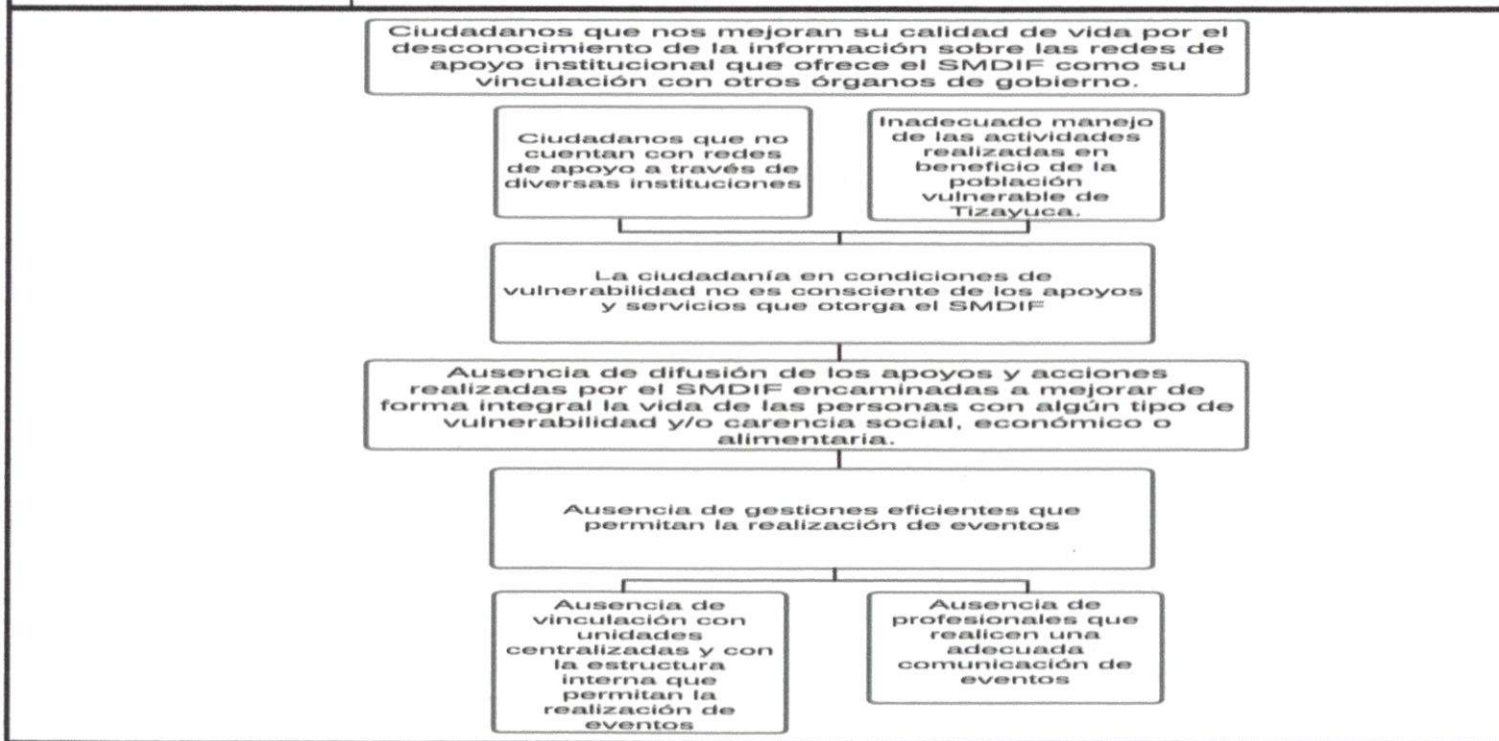 Ciudadanos que nos mejoran su calidad de vida por el
desconocimiento de la información sobre las redes de
apoyo institucional que ofrece el SMDIF como su
vinculación con otros órganos de gobierno.
Ciudadanos que no
cuentan con redes
de apoyo a través de
diversas instituciones
Inadecuado manejo
de las actividades
realizadas en
beneficio de la
población
vulnerable de
Tizayuca.
La ciudadanía en condiciones de
vulnerabilidad no es consciente de los apoyos
y servicios que otorga el SMDIF
Ausencia de difusión de los apoyos y acciones
realizadas por el SMDIF encaminadas a mejorar de
forma integral la vida de las personas con algún tipo de
vulnerabilidad y/o carencia social, económico o
alimentaria.
Ausencia de gestiones eficientes que
permitan la realización de eventos
Ausencia de
vinculación con
unidades
centralizadas y con
la estructura
interna que
permitan la
realización de
eventos
Ausencia de
profesionales que
realicen una
adecuada
comunicación de
eventos